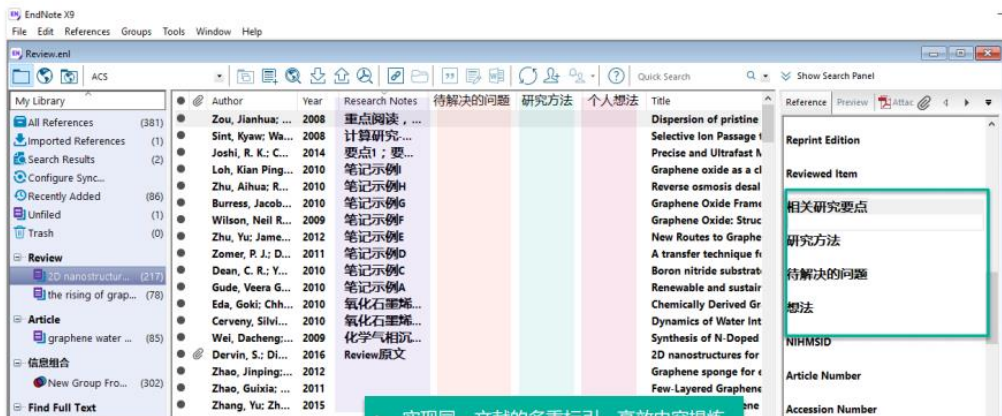 EndNote X9
File Edit References Groups Tools Window Help
Review.enl
ACS
Quick Search
Show Search Panel
My Library
All References (381)
Imported References (1)
Search Results (2)
Configure Sync...
Recently Added (86)
Unfiled (1)
Trash (0)
Review
2D nanostructur... (217)
the rising of grap... (78)
Article
graphene water ... (85)
信息组合
New Group Fro... (302)
Find Full Text
Author Year Research Notes 待解决的问题 研究方法 个人想法 Title
Zou, Jianhua; ... 2008 重点阅读，... Dispersion of pristine
Sint, Kyaw; Wa... 2008 计算研究-... Selective Ion Passage
Joshi, R. K.; C... 2014 要点1；要... Precise and Ultrafast
Loh, Kian Ping... 2010 笔记示例I Graphene oxide as a
Zhu, Aihua; R... 2010 笔记示例H Reverse osmosis desal
Burress, Jacob... 2010 笔记示例G Graphene Oxide Frame
Wilson, Neil R... 2009 笔记示例F Graphene Oxide: Struc
Zhu, Yu; Jame... 2012 笔记示例E New Routes to Graphe
Zomer, P. J.; D... 2011 笔记示例D A transfer technique
Dean, C. R.; Y... 2010 笔记示例C Boron nitride substrat
Gude, Veera G... 2010 笔记示例A Renewable and sustair
Eda, Goki; Chh... 2010 氧化石墨烯... Chemically Derived
Cerveny, Silvi... 2010 氧化石墨烯... Dynamics of Water Int
Wei, Dacheng;... 2009 化学气相沉... Synthesis of N-Doped
Dervin, S.; Di... 2016 Review原文 2D nanostructures for
Zhao, Jinping;... 2012 Graphene sponge for
Zhao, Guixia; ... 2011 Few-Layered Graphene
Zhang, Yu; Zh... 2015
Reference Preview Attac
Reprint Edition
Reviewed Item
相关研究要点
研究方法
待解决的问题
想法
NIHMSID
Article Number
Accession Number